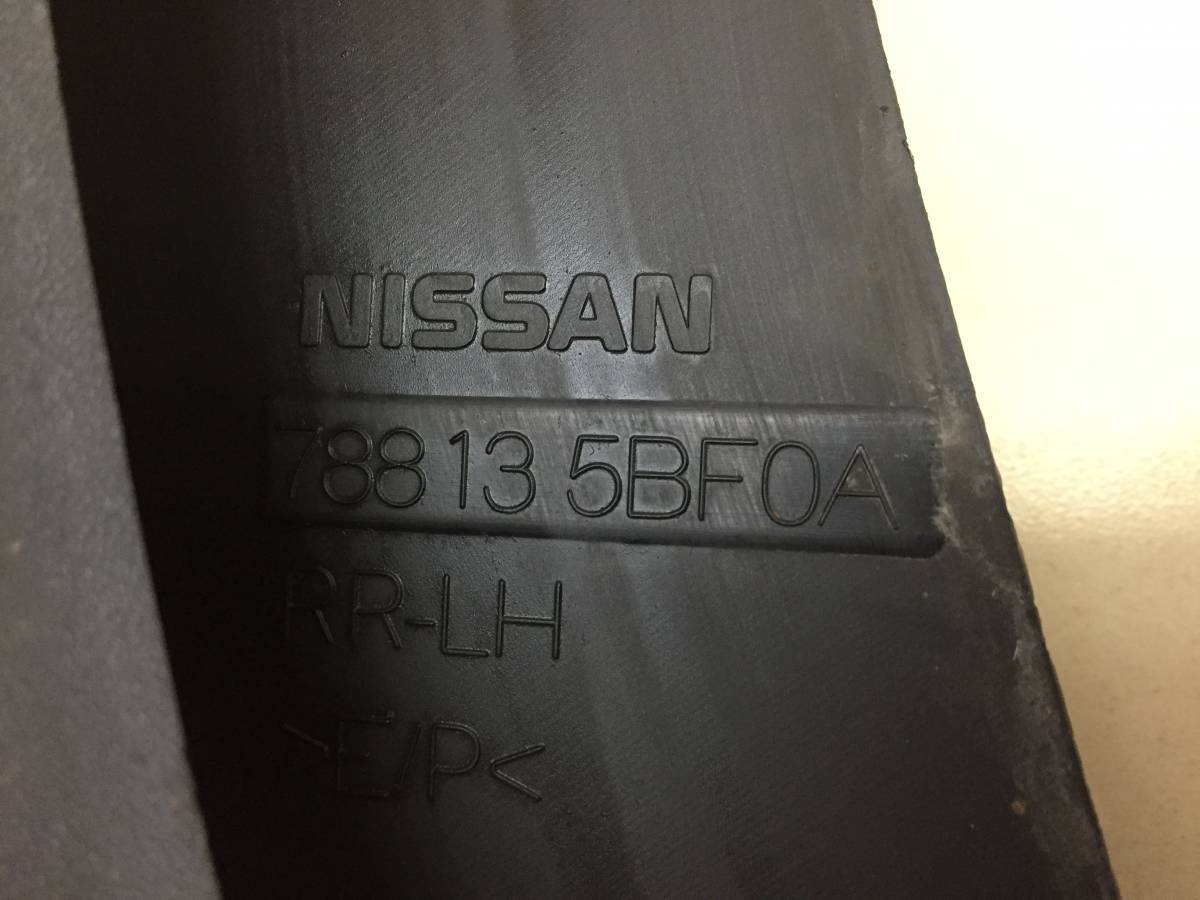 NISSAN
78813 5BF0A
RR-LH
>E/P<